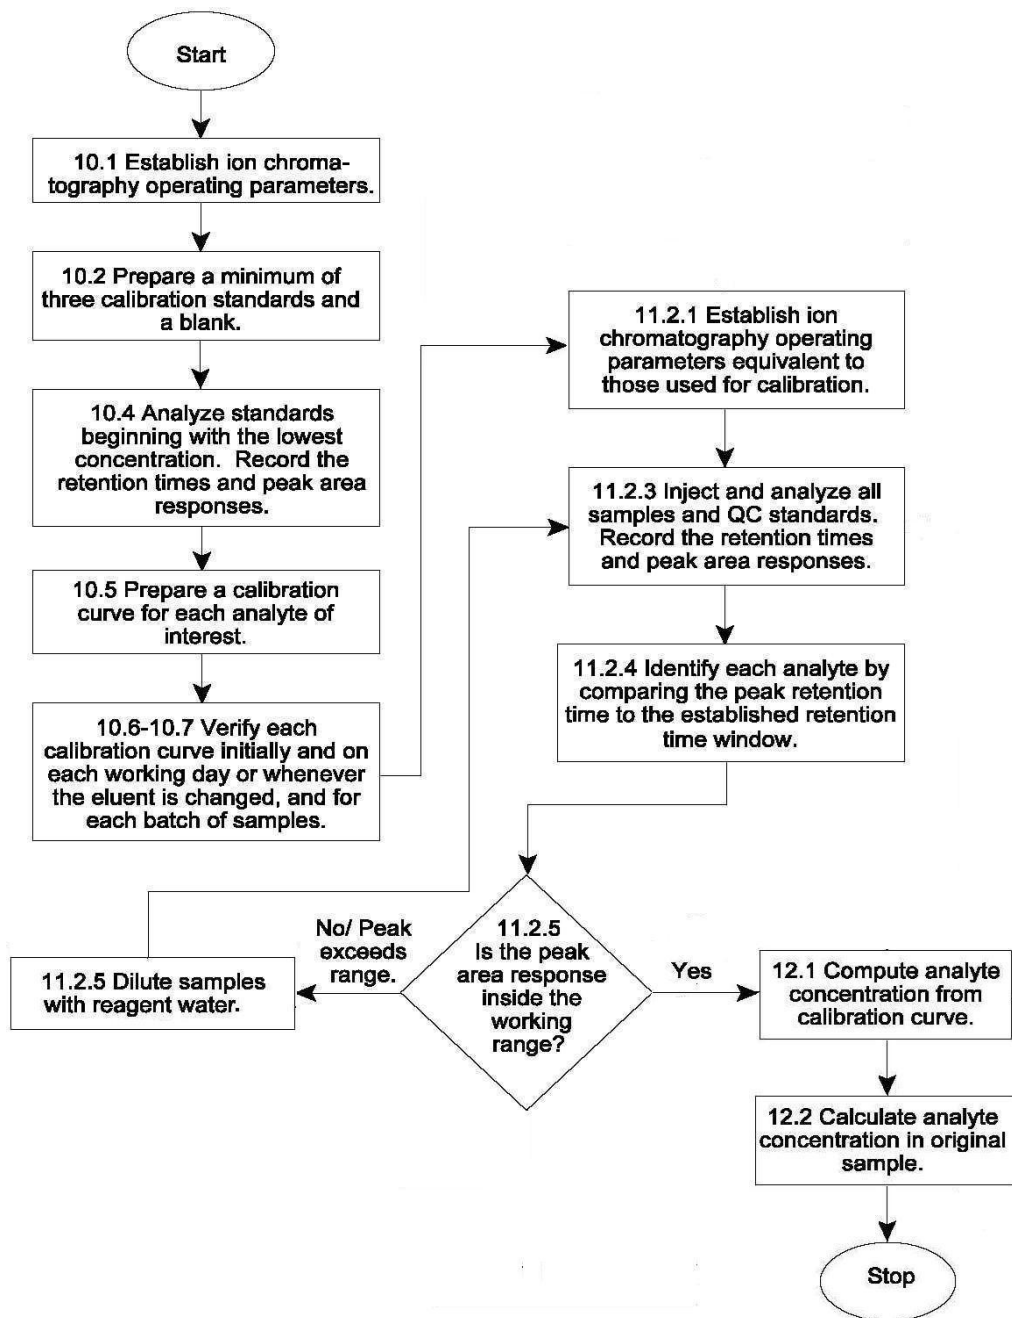 Start
10.1 Establish ion chroma-
tography operating parameters.
10.2 Prepare a minimum of
three calibration standards and
a blank.
10.4 Analyze standards
beginning with the lowest
concentration. Record the
retention times and peak area
responses.
10.5 Prepare a calibration
curve for each analyte of
interest.
10.6-10.7 Verify each
calibration curve initially and on
each working day or whenever
the eluent is changed, and for
each batch of samples.
11.2.1 Establish ion
chromatography operating
parameters equivalent to
those used for calibration.
11.2.3 Inject and analyze all
samples and QC standards.
Record the retention times
and peak area responses.
11.2.4 Identify each analyte by
comparing the peak retention
time to the established retention
time window.
11.2.5
Is the peak
area response
inside the
working
range?
No/ Peak
exceeds
range.
11.2.5 Dilute samples
with reagent water.
Yes
12.1 Compute analyte
concentration from
calibration curve.
12.2 Calculate analyte
concentration in original
sample.
Stop